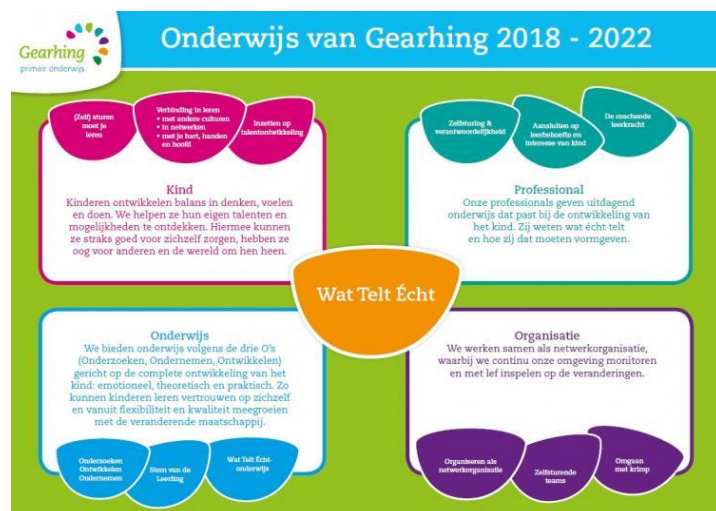 Gearhing
primair onderwijs
Onderwijs van Gearhing 2018 - 2022
(Zelf) sturen
moet je
leren
Verbinding in leren
• met andere culturen
• in netwerken
• met je hart, handen
en hoofd
Inzetten op
talentontwikkeling
Kind
Kinderen ontwikkelen balans in denken, voelen
en doen. We helpen ze hun eigen talenten en
mogelijkheden te ontdekken. Hiermee kunnen
ze straks goed voor zichzelf zorgen, hebben ze
oog voor anderen en de wereld om hen heen.
Zelfsturing &
verantwoordelijkheid
Aansluiten op
leerbehoefte en
interesse van kind
De coachende
leerkracht
Professional
Onze professionals geven uitdagend
onderwijs dat past bij de ontwikkeling van
het kind. Zij weten wat écht telt
en hoe zij dat moeten vormgeven.
Wat Telt Écht
Onderwijs
We bieden onderwijs volgens de drie O's
(Onderzoeken, Ondernemen, Ontwikkelen)
gericht op de complete ontwikkeling van het
kind: emotioneel, theoretisch en praktisch. Zo
kunnen kinderen leren vertrouwen op zichzelf
en vanuit flexibiliteit en kwaliteit meegroeien
met de veranderende maatschappij.
Onderzoeken
Ontwikkelen
Ondernemen
Stem van de
Leerling
Wat Telt Écht-
onderwijs
Organisatie
We werken samen als netwerkorganisatie,
waarbij we continu onze omgeving monitoren
en met lef inspelen op de veranderingen.
Organiseren als
netwerkorganisatie
Zelfsturende
teams
Omgaan
met krimp